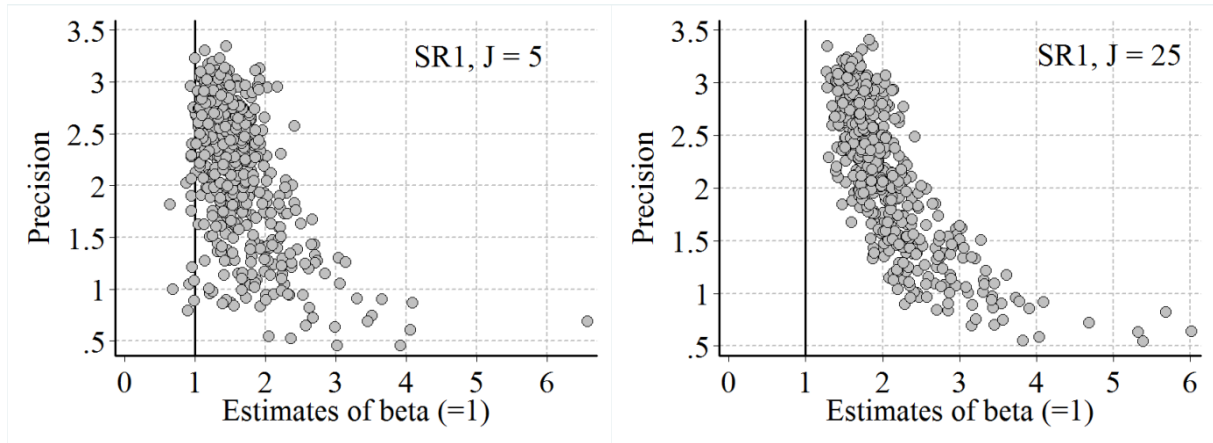 3.5
3
2.5
2
1.5
1
.5
Precision
SR1, J = 5
0 1 2 3 4 5 6
Estimates of beta (=1)
3.5
3
2.5
2
1.5
1
.5
Precision
SR1, J = 25
0 1 2 3 4 5 6
Estimates of beta (=1)